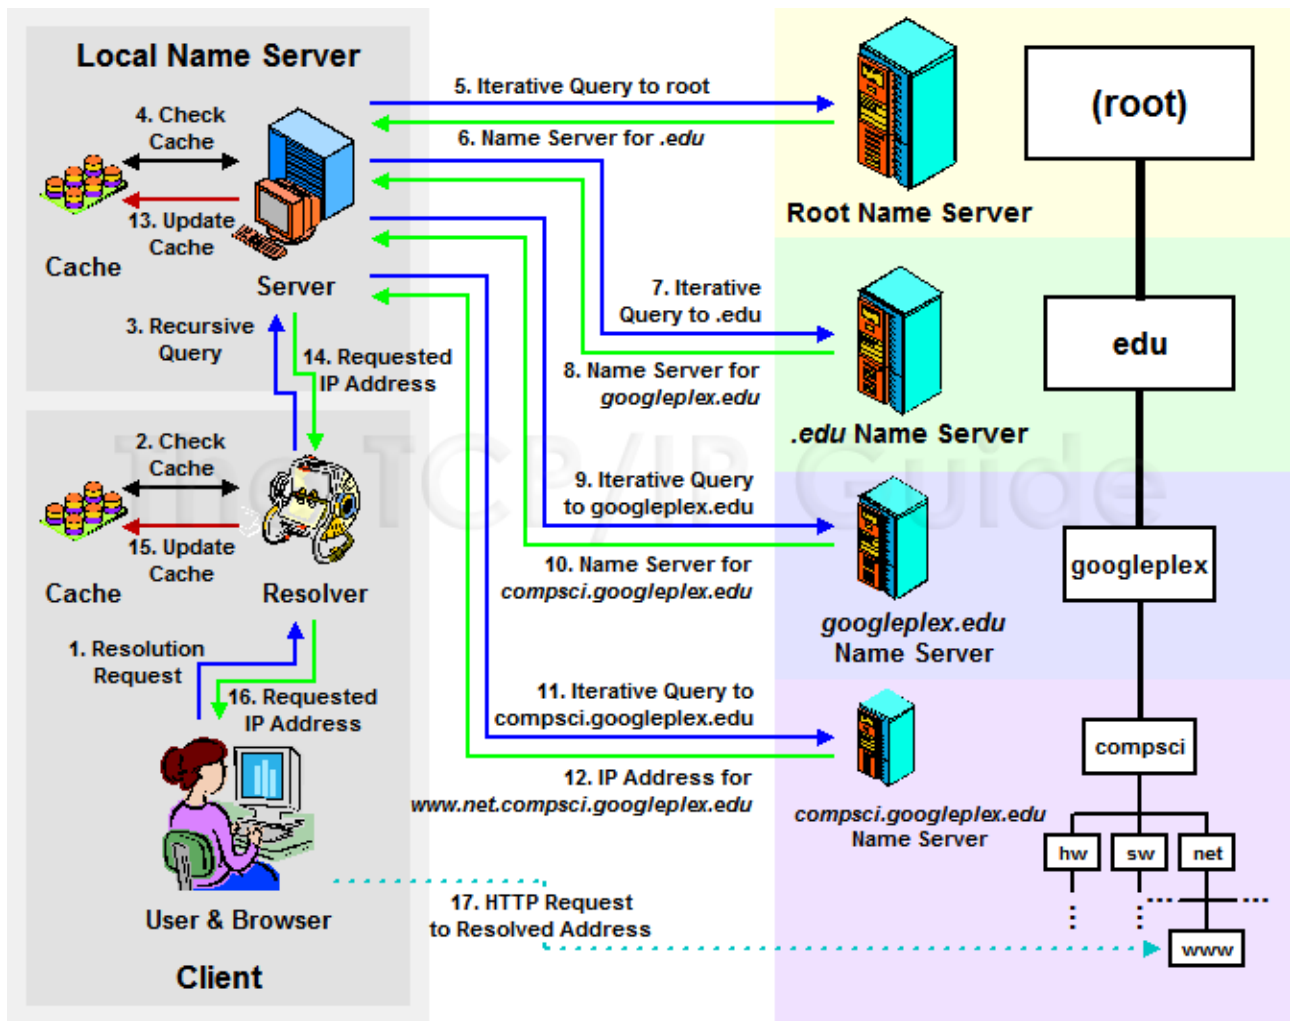 Local Name Server
4. Check
Cache
13. Update
Cache
Cache
Server
3. Recursive
Query
14. Requested
IP Address
2. Check
Cache
15. Update
Cache
Cache
Resolver
1. Resolution
Request
16. Requested
IP Address
User & Browser
Client
5. Iterative Query to root
6. Name Server for .edu
7. Iterative
Query to .edu
8. Name Server for
googleplex.edu
9. Iterative Query
to googleplex.edu
10. Name Server for
compsci.googleplex.edu
11. Iterative Query to
compsci.googleplex.edu
12. IP Address for
www.net.compsci.googleplex.edu
17. HTTP Request
to Resolved Address
Root Name Server
.edu Name Server
googleplex.edu
Name Server
compsci.googleplex.edu
Name Server
(root)
edu
googleplex
compsci
hw
sw
net
www
The TCP/IP Guide